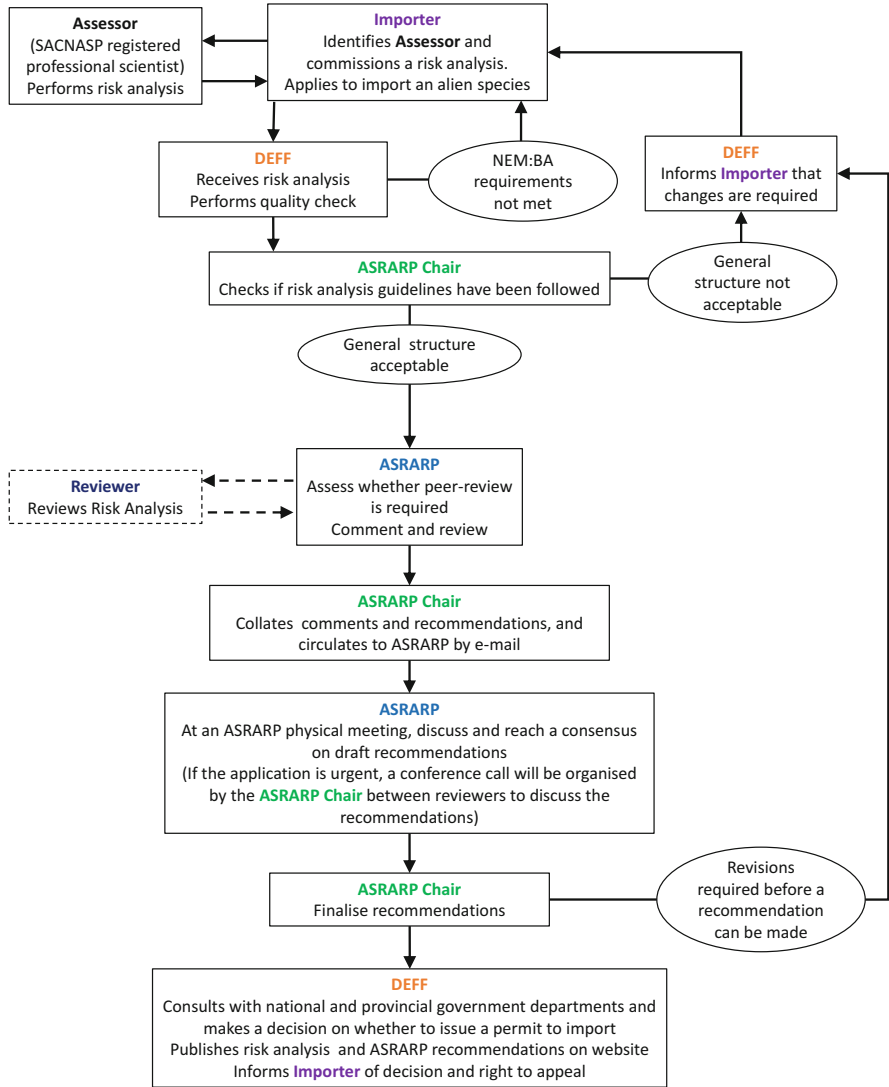 Assessor
(SACNASP registered
professional scientist)
Performs risk analysis
Importer
Identifies Assessor and
commissions a risk analysis.
Applies to import an alien species
DEFF
Receives risk analysis
Performs quality check
NEM:BA
requirements
not met
DEFF
Informs Importer that
changes are required
ASRARP Chair
Checks if risk analysis guidelines have been followed
General
structure not
acceptable
General structure
acceptable
ASRARP
Assess whether peer-review
is required
Comment and review
Reviewer
Reviews Risk Analysis
ASRARP Chair
Collates comments and recommendations, and
circulates to ASRARP by e-mail
ASRARP
At an ASRARP physical meeting, discuss and reach a consensus
on draft recommendations
(If the application is urgent, a conference call will be organised
by the ASRARP Chair between reviewers to discuss the
recommendations)
ASRARP Chair
Finalise recommendations
Revisions
required before a
recommendation
can be made
DEFF
Consults with national and provincial government departments and
makes a decision on whether to issue a permit to import
Publishes risk analysis and ASRARP recommendations on website
Informs Importer of decision and right to appeal